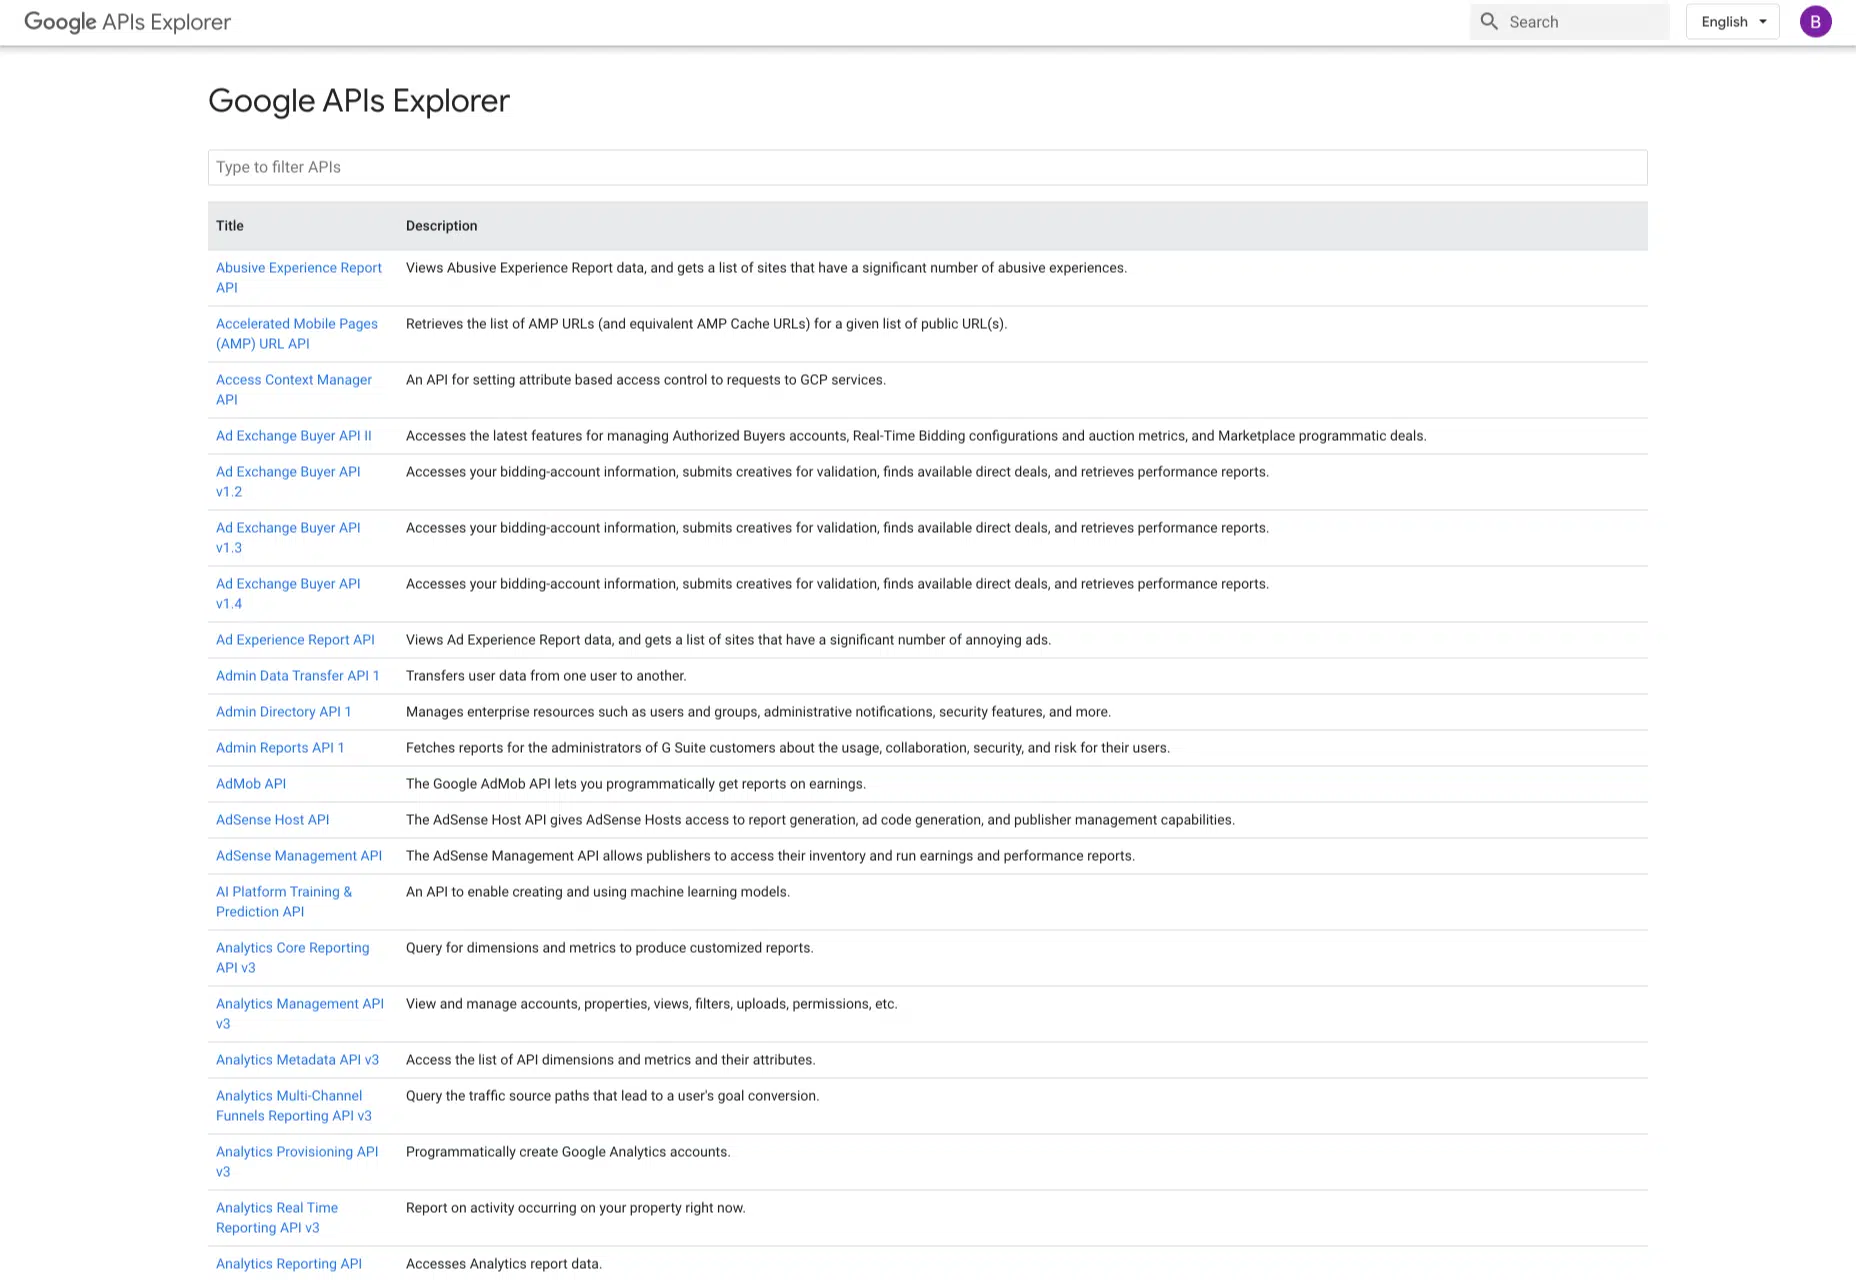 Google APIs Explorer
Search
English
B
Google APIs Explorer
Type to filter APIs
Title Description
Abusive Experience Report Views Abusive Experience Report data, and gets a list of sites that have a significant number of abusive experiences.
API
Accelerated Mobile Pages Retrieves the list of AMP URLs (and equivalent AMP Cache URLs) for a given list of public URL(s).
(AMP) URL API
Access Context Manager An API for setting attribute based access control to requests to GCP services.
API
Ad Exchange Buyer API II Accesses the latest features for managing Authorized Buyers accounts, Real-Time Bidding configurations and auction metrics, and Marketplace programmatic deals.
Ad Exchange Buyer API Accesses your bidding-account information, submits creatives for validation, finds available direct deals, and retrieves performance reports.
v1.2
Ad Exchange Buyer API Accesses your bidding-account information, submits creatives for validation, finds available direct deals, and retrieves performance reports.
v1.3
Ad Exchange Buyer API Accesses your bidding-account information, submits creatives for validation, finds available direct deals, and retrieves performance reports.
v1.4
Ad Experience Report API Views Ad Experience Report data, and gets a list of sites that have a significant number of annoying ads.
Admin Data Transfer API 1 Transfers user data from one user to another.
Admin Directory API 1 Manages enterprise resources such as users and groups, administrative notifications, security features, and more.
Admin Reports API 1 Fetches reports for the administrators of G Suite customers about the usage, collaboration, security, and risk for their users.
AdMob API The Google AdMob API lets you programmatically get reports on earnings.
AdSense Host API The AdSense Host API gives AdSense Hosts access to report generation, ad code generation, and publisher management capabilities.
AdSense Management API The AdSense Management API allows publishers to access their inventory and run earnings and performance reports.
AI Platform Training & An API to enable creating and using machine learning models.
Prediction API
Analytics Core Reporting Query for dimensions and metrics to produce customized reports.
API v3
Analytics Management API View and manage accounts, properties, views, filters, uploads, permissions, etc.
v3
Analytics Metadata API v3 Access the list of API dimensions and metrics and their attributes.
Analytics Multi-Channel Query the traffic source paths that lead to a user's goal conversion.
Funnels Reporting API v3
Analytics Provisioning API Programmatically create Google Analytics accounts.
v3
Analytics Real Time Report on activity occurring on your property right now.
Reporting API v3
Analytics Reporting API Accesses Analytics report data.